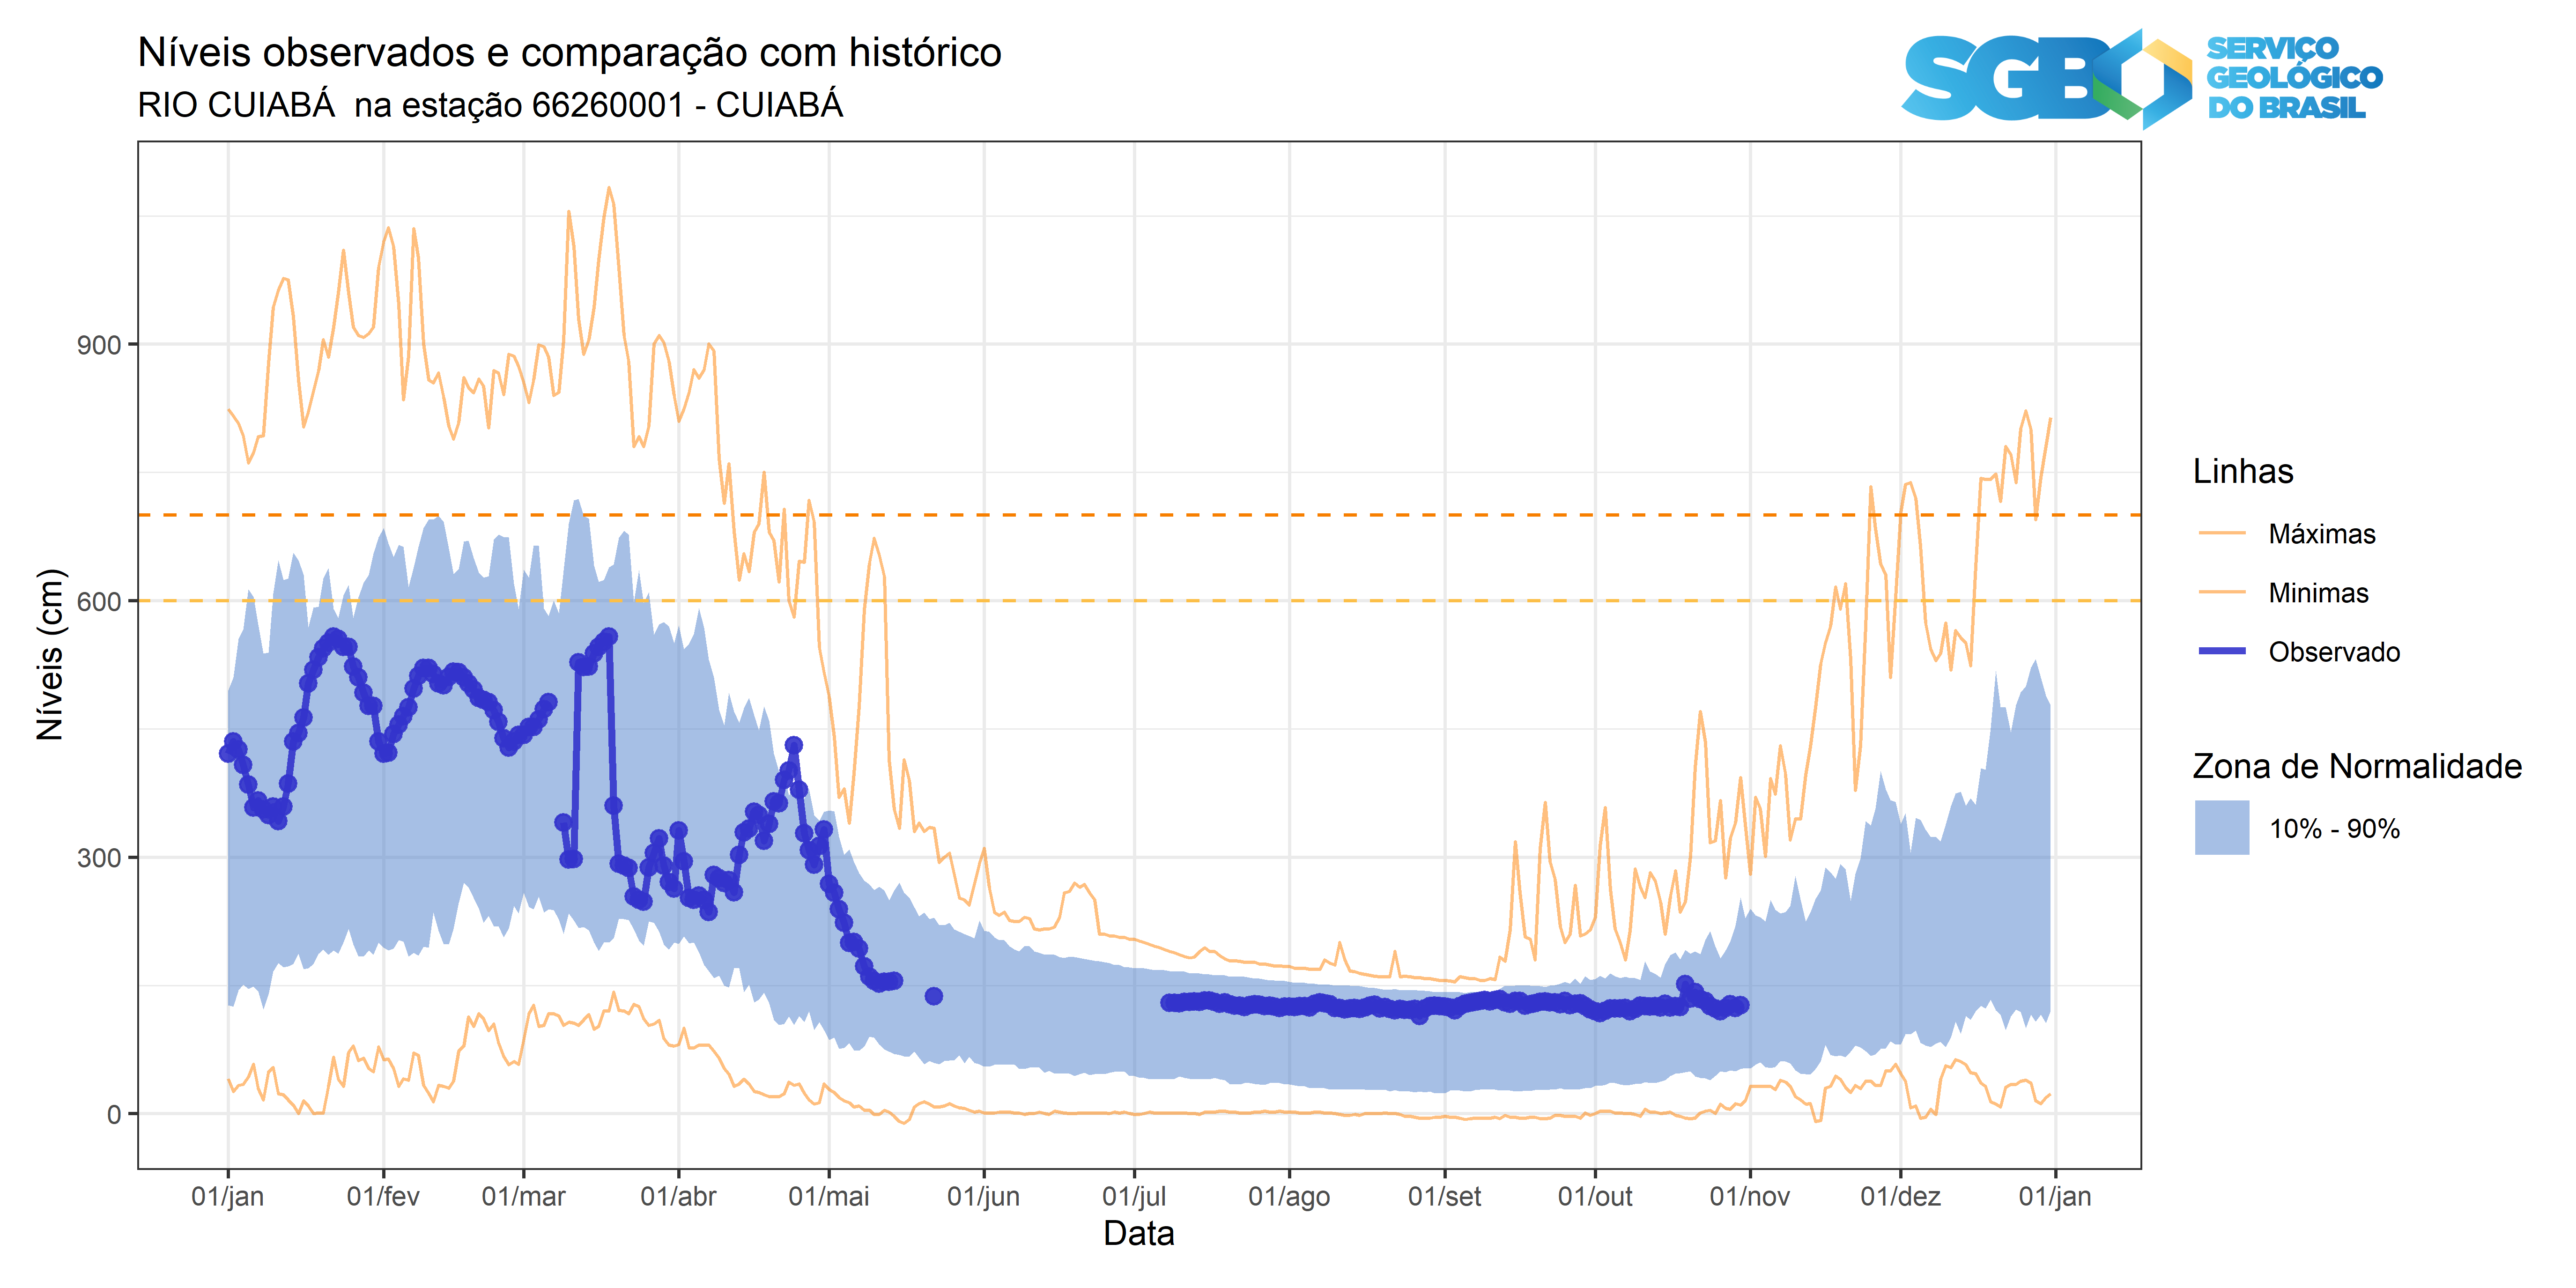 Níveis observados e comparação com histórico
RIO CUIABÁ  na estação 66260001 - CUIABÁ
SGB
SERVIÇO
GEOLÓGICO
DO BRASIL
Níveis (cm)
900
600
300
0
01/jan
01/fev
01/mar
01/abr
01/mai
01/jun
01/jul
01/ago
01/set
01/out
01/nov
01/dez
01/jan
Data
Linhas
Máximas
Minimas
Observado
Zona de Normalidade
10% - 90%